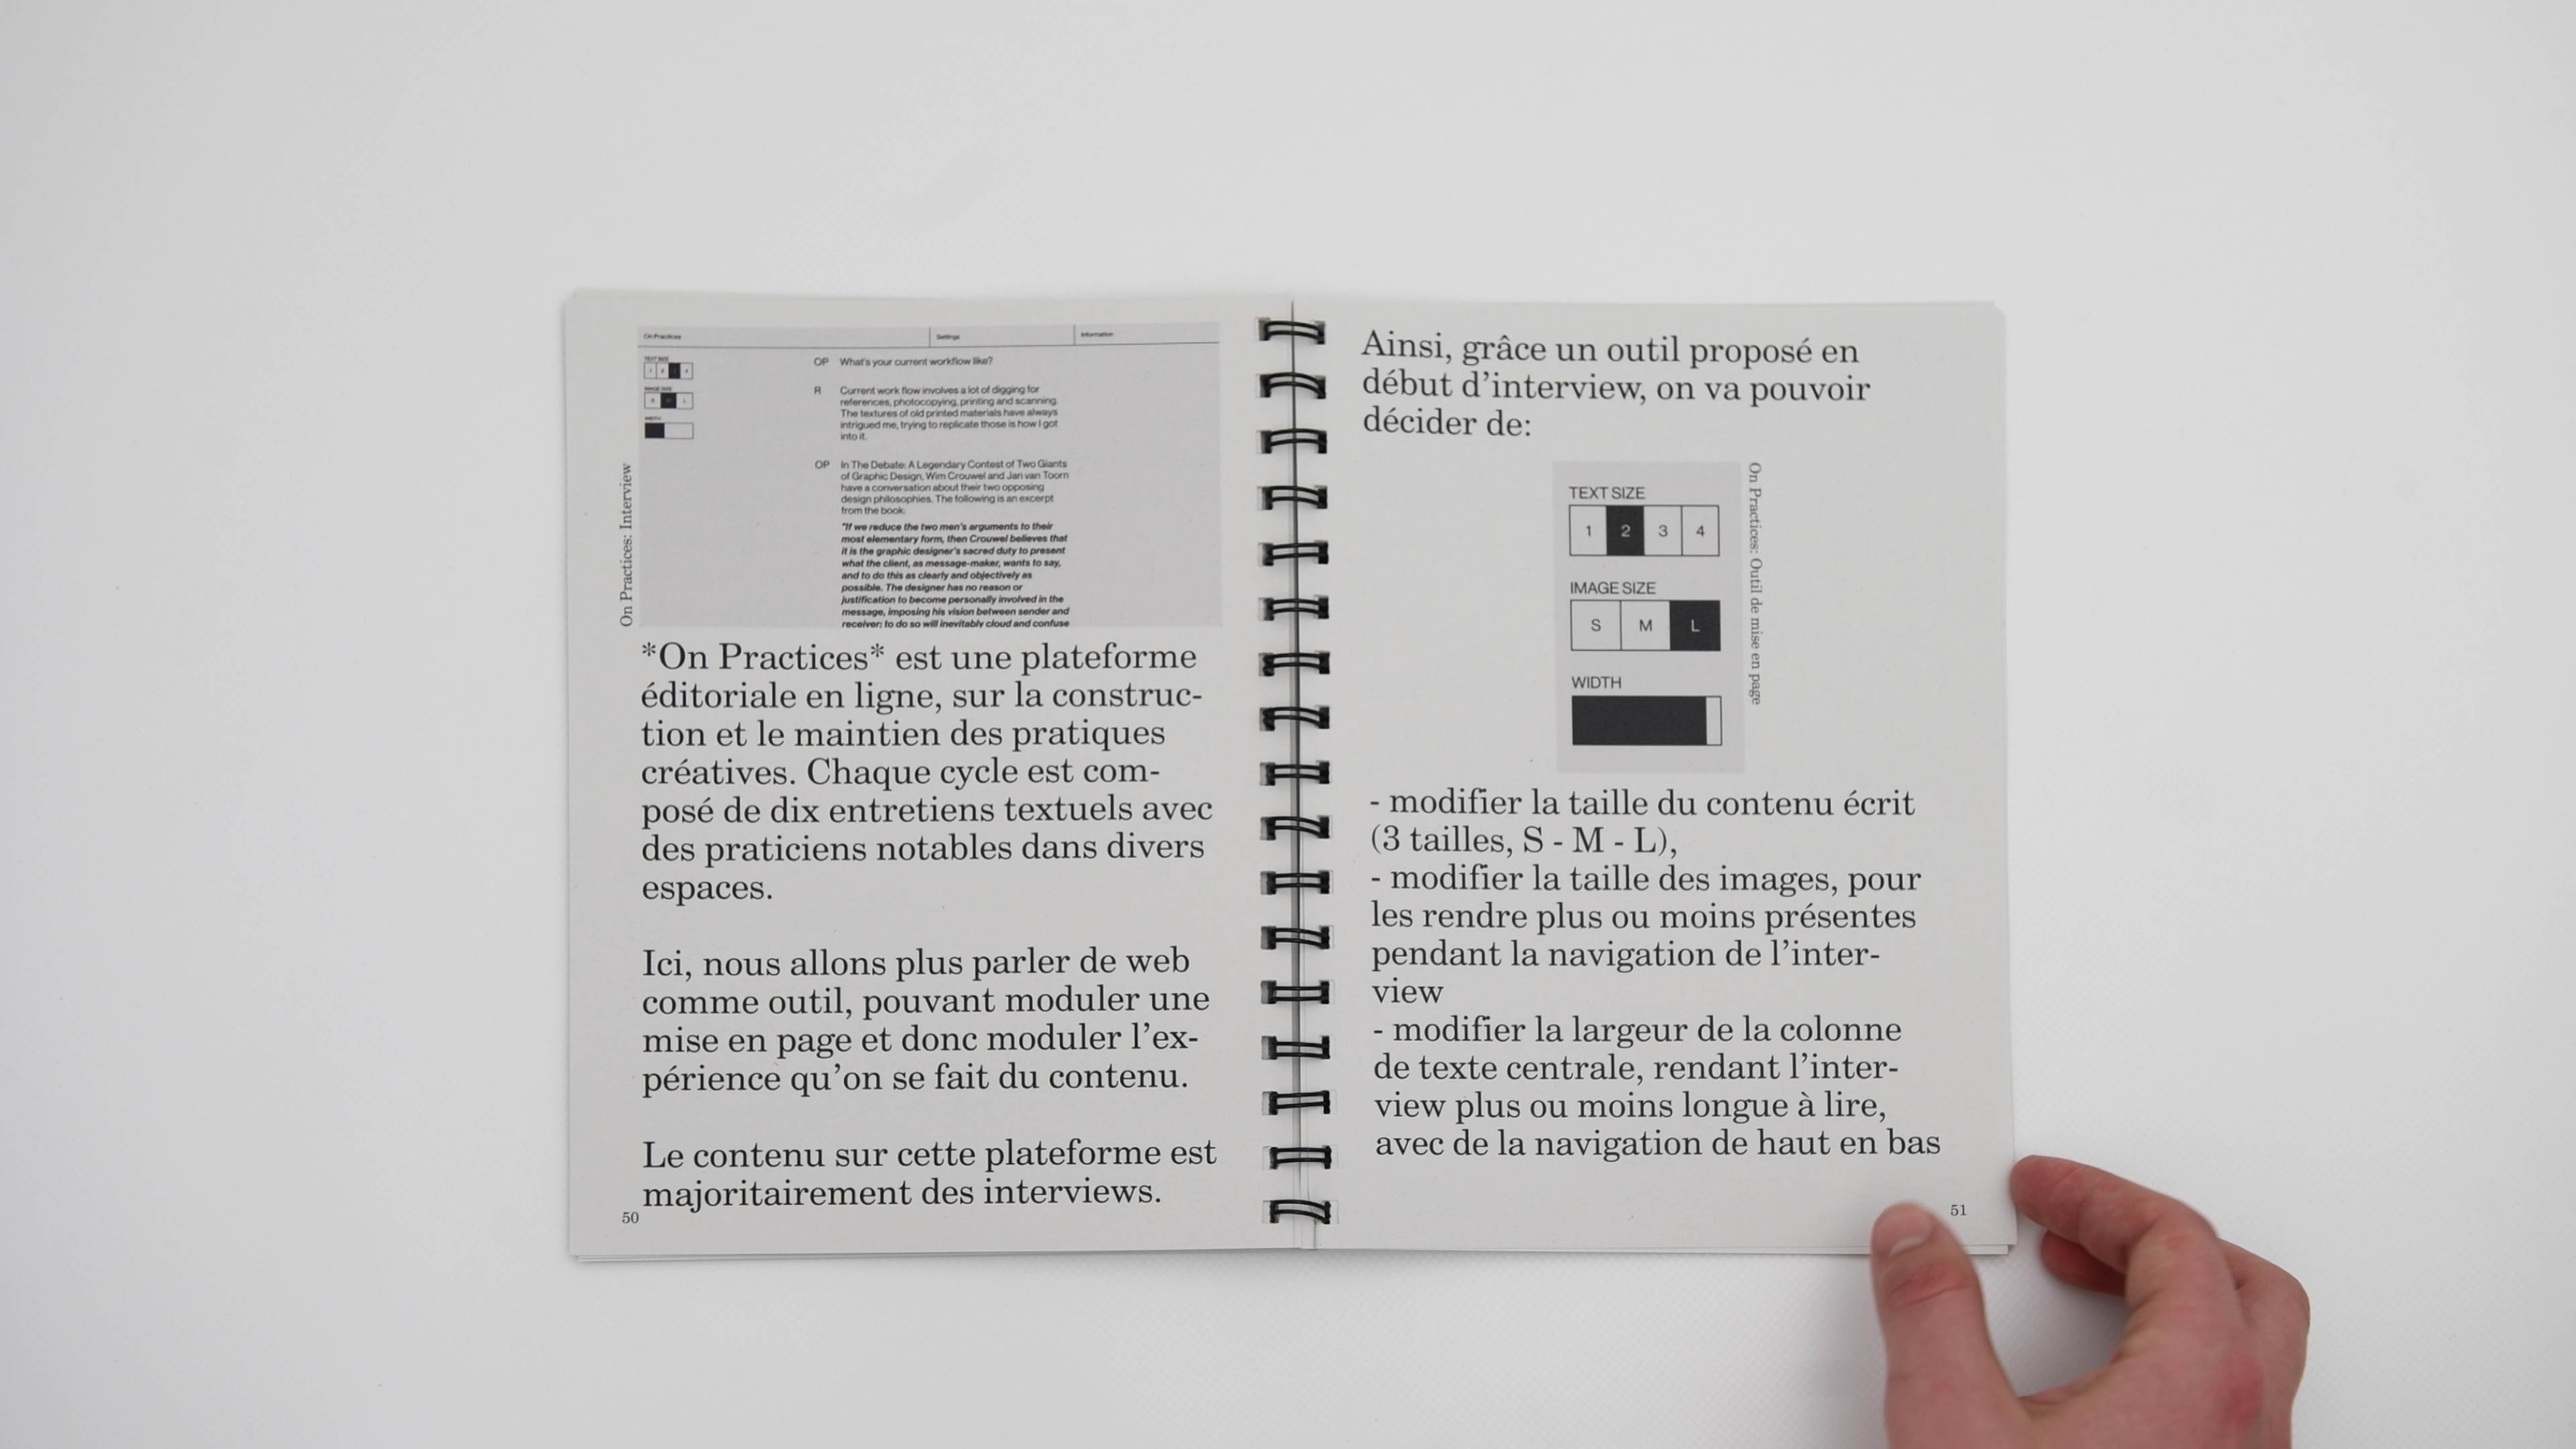 On Practices
Settings
Information
TEXT SIZE
1 2 3 4
IMAGE SIZE
S M L
WIDTH
OP What's your current workflow like?
R Current work flow involves a lot of digging for
references, photocopying, printing and scanning.
The textures of old printed materials have always
intrigued me, trying to replicate those is how I got
into it.
OP In The Debate: A Legendary Contest of Two Giants
of Graphic Design, Wim Crouwel and Jan van Toorn
have a conversation about their two opposing
design philosophies. The following is an excerpt
from the book:
"If we reduce the two men's arguments to their
most elementary form, then Crouwel believes that
it is the graphic designer's sacred duty to present
what the client, as message-maker, wants to say,
and to do this as clearly and objectively as
possible. The designer has no reason or
justification to become personally involved in the
message, imposing his vision between sender and
receiver; to do so will inevitably cloud and confuse
On Practices: Interview
*On Practices* est une plateforme
éditoriale en ligne, sur la construc-
tion et le maintien des pratiques
créatives. Chaque cycle est com-
posé de dix entretiens textuels avec
des praticiens notables dans divers
espaces.
Ici, nous allons plus parler de web
comme outil, pouvant moduler une
mise en page et donc moduler l'ex-
périence qu'on se fait du contenu.
Le contenu sur cette plateforme est
majoritairement des interviews.
50
Ainsi, grâce un outil proposé en
début d'interview, on va pouvoir
décider de:
TEXT SIZE
1 2 3 4
IMAGE SIZE
S M L
WIDTH
On Practices: Outil de mise en page
- modifier la taille du contenu écrit
(3 tailles, S - M - L),
- modifier la taille des images, pour
les rendre plus ou moins présentes
pendant la navigation de l'inter-
view
- modifier la largeur de la colonne
de texte centrale, rendant l'inter-
view plus ou moins longue à lire,
avec de la navigation de haut en bas
51